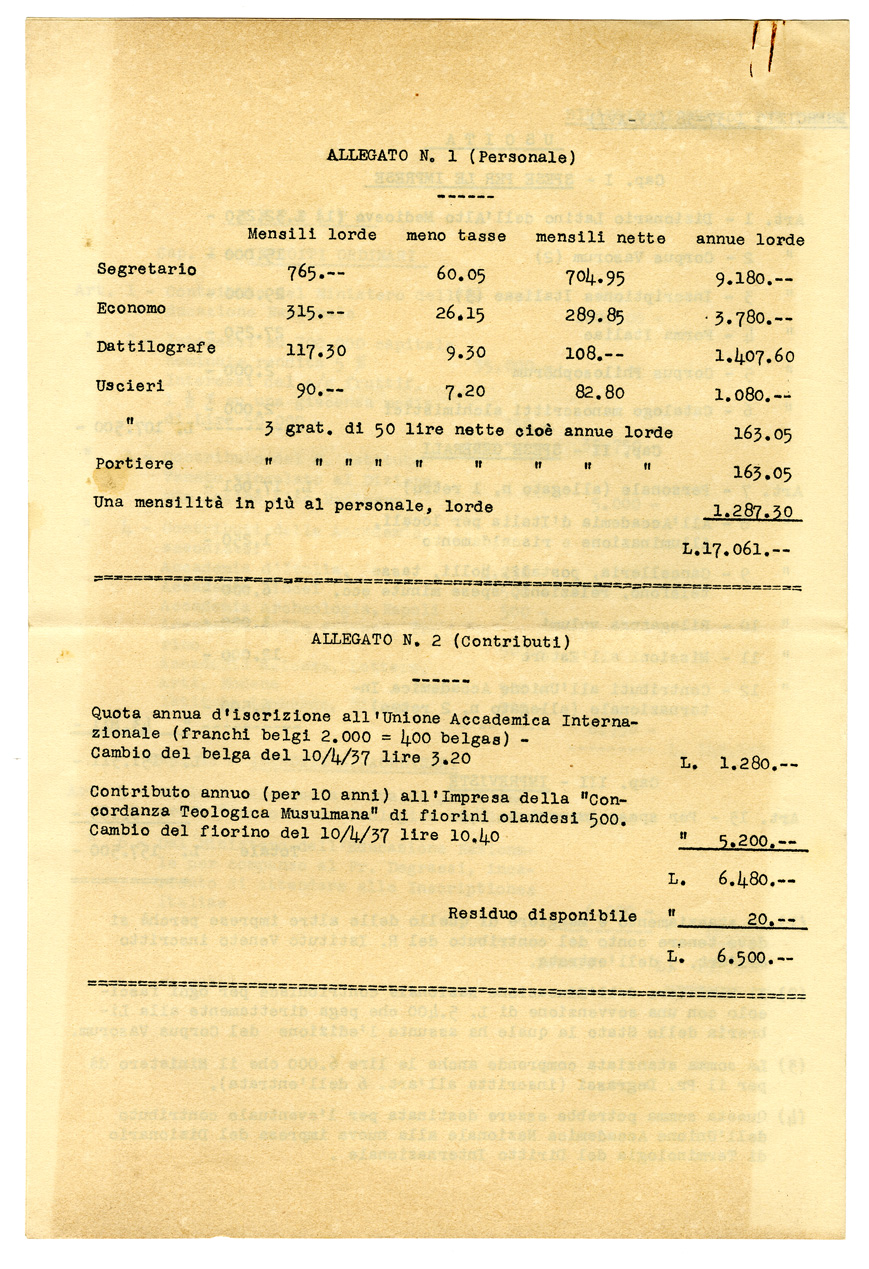 ALLEGATO N. 1 (Personale)
------
Mensili lorde meno tasse mensili nette annue lorde
Segretario 765.-- 60.05 704.95 9.180.--
Economo 315.-- 26.15 289.85 3.780.--
Dattilografe 117.30 9.30 108.-- 1.407.60
Uscieri 90.-- 7.20 82.80 1.080.--
" 3 grat. di 50 lire nette cioè annue lorde 163.05
Portiere " " " " " " " " " 163.05
Una mensilità in più al personale, lorde 1.287.30
L.17.061.--
ALLEGATO N. 2 (Contributi)
------
Quota annua d'iscrizione all'Unione Accademica Interna-
zionale (franchi belgi 2.000 = 400 belgas) -
Cambio del belga del 10/4/37 lire 3.20 L. 1.280.--
Contributo annuo (per 10 anni) all'Impresa della "Con-
cordanza Teologica Musulmana" di fiorini olandesi 500.
Cambio del fiorino del 10/4/37 lire 10.40 " 5.200.--
L. 6.480.--
Residuo disponibile " 20.--
L. 6.500.--